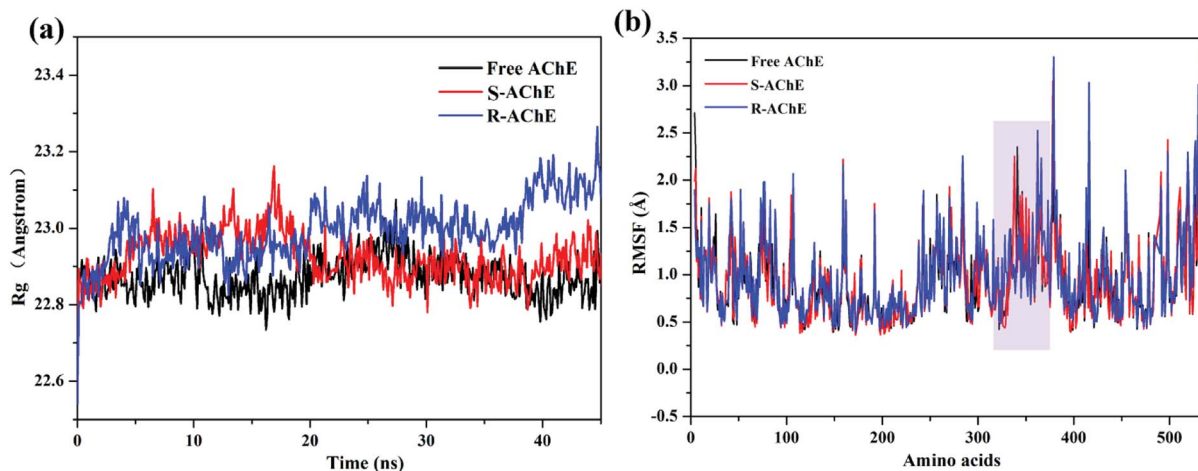 (a)
23.4
23.2
23.0
22.8
22.6
Rg (Angstrom)
Free AChE
S-AChE
R-AChE
0
10
20
30
40
Time (ns)
(b)
3.5
3.0
2.5
2.0
1.5
1.0
0.5
0.0
-0.5
RMSF (Å)
Free AChE
S-AChE
R-AChE
0
100
200
300
400
500
Amino acids